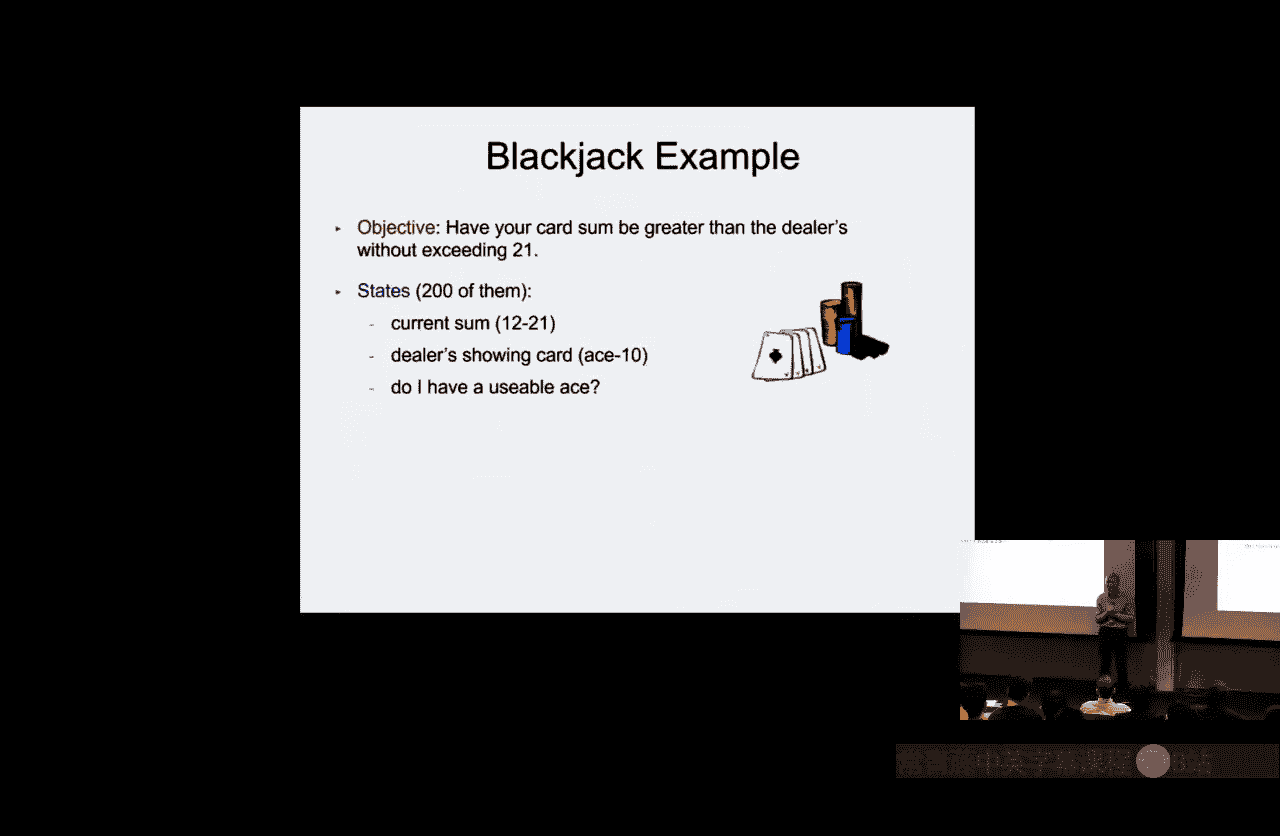 Blackjack Example
Objective: Have your card sum be greater than the dealer's
without exceeding 21.
States (200 of them):
- current sum (12-21)
- dealer's showing card (ace-10)
- do I have a useable ace?